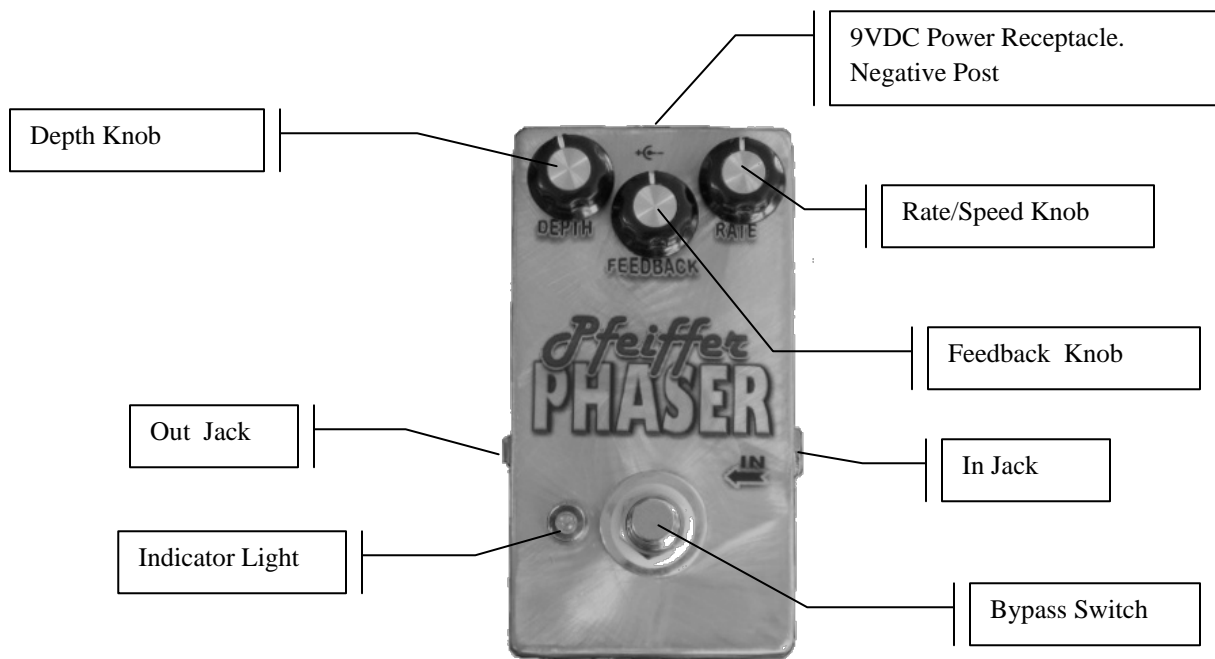 9VDC Power Receptacle.
Negative Post
Depth Knob
Rate/Speed Knob
DEPTH
RATE
FEEDBACK
Pfeiffer
PHASER
Feedback Knob
Out Jack
In Jack
IN
Indicator Light
Bypass Switch